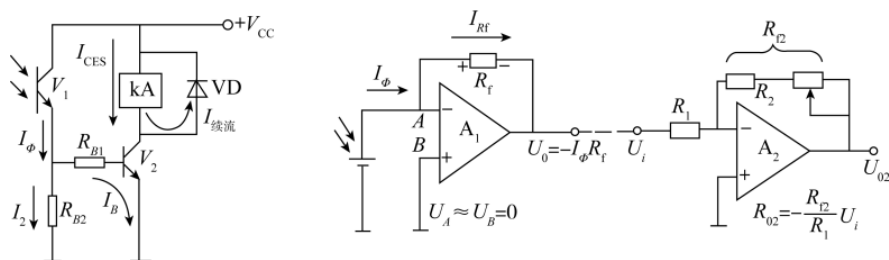 +V_CC
I_CES
kA
VD
V_1
I_续流
I_Φ
R_B1
V_2
I_2
R_B2
I_B
I_Rf
I_Φ
+ −
R_f
A
−
A_1
B
+
U_0=−I_ΦR_f
U_i
U_A≈U_B=0
R_f2
R_1
R_2
−
A_2
+
U_02
R_02=−\frac{R_f2}{R_1}U_i